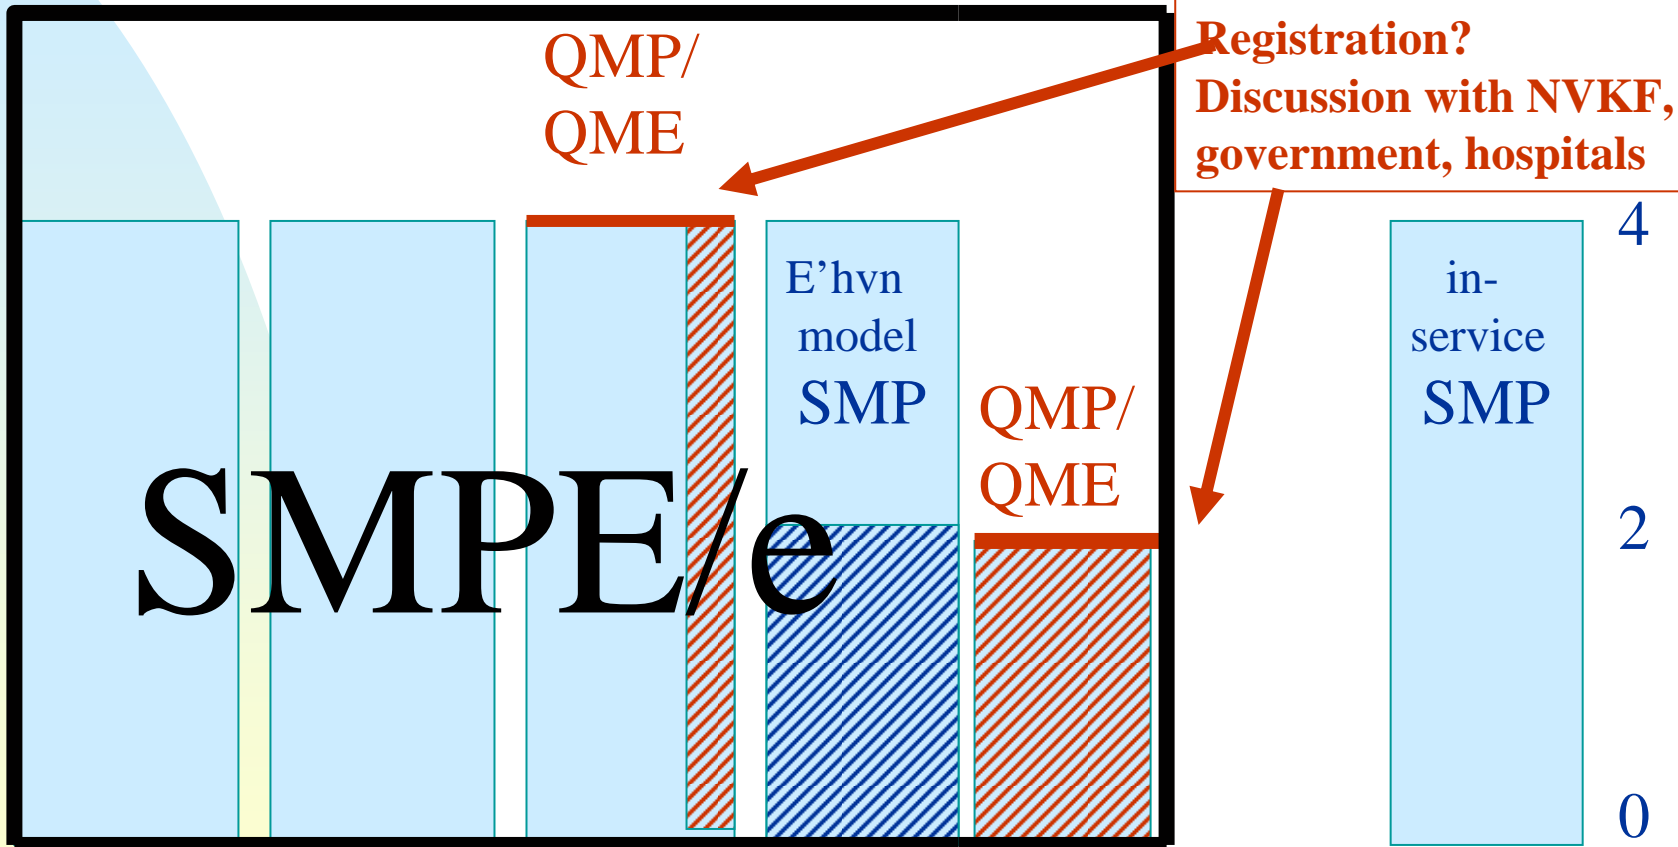 QMP/
QME
Registration?
Discussion with NVKF,
government, hospitals
E’hvn
model
SMP
QMP/
QME
SMPE/e
in-
service
SMP
4
2
0